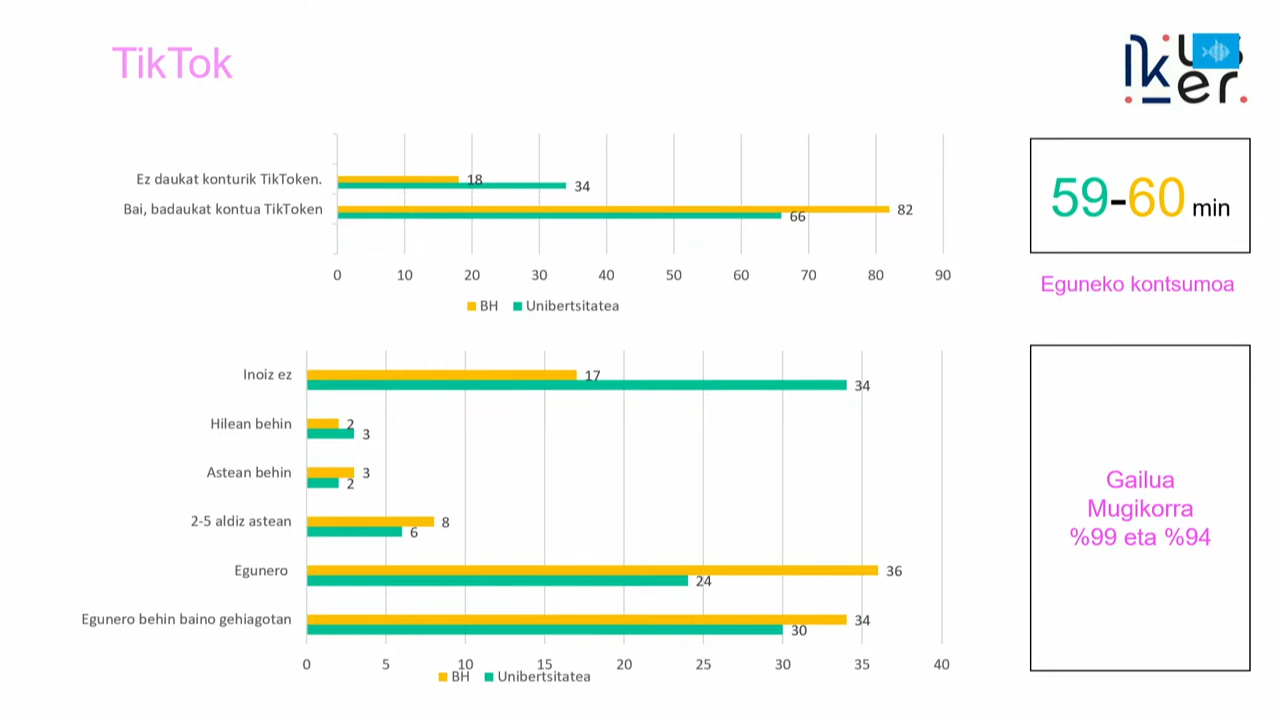 TikTok
Ez daukat konturik TikToken.
18
34
Bai, badaukat kontua TikToken
82
66
0 10 20 30 40 50 60 70 80 90
BH Unibertsitatea
59-60 min
Eguneko kontsumoa
Inoiz ez
17
34
Hilean behin
2
3
Astean behin
3
2
2-5 aldiz astean
8
6
Egunero
36
24
Egunero behin baino gehiagotan
34
30
0 5 10 15 20 25 30 35 40
BH Unibertsitatea
Gailua
Mugikorra
%99 eta %94